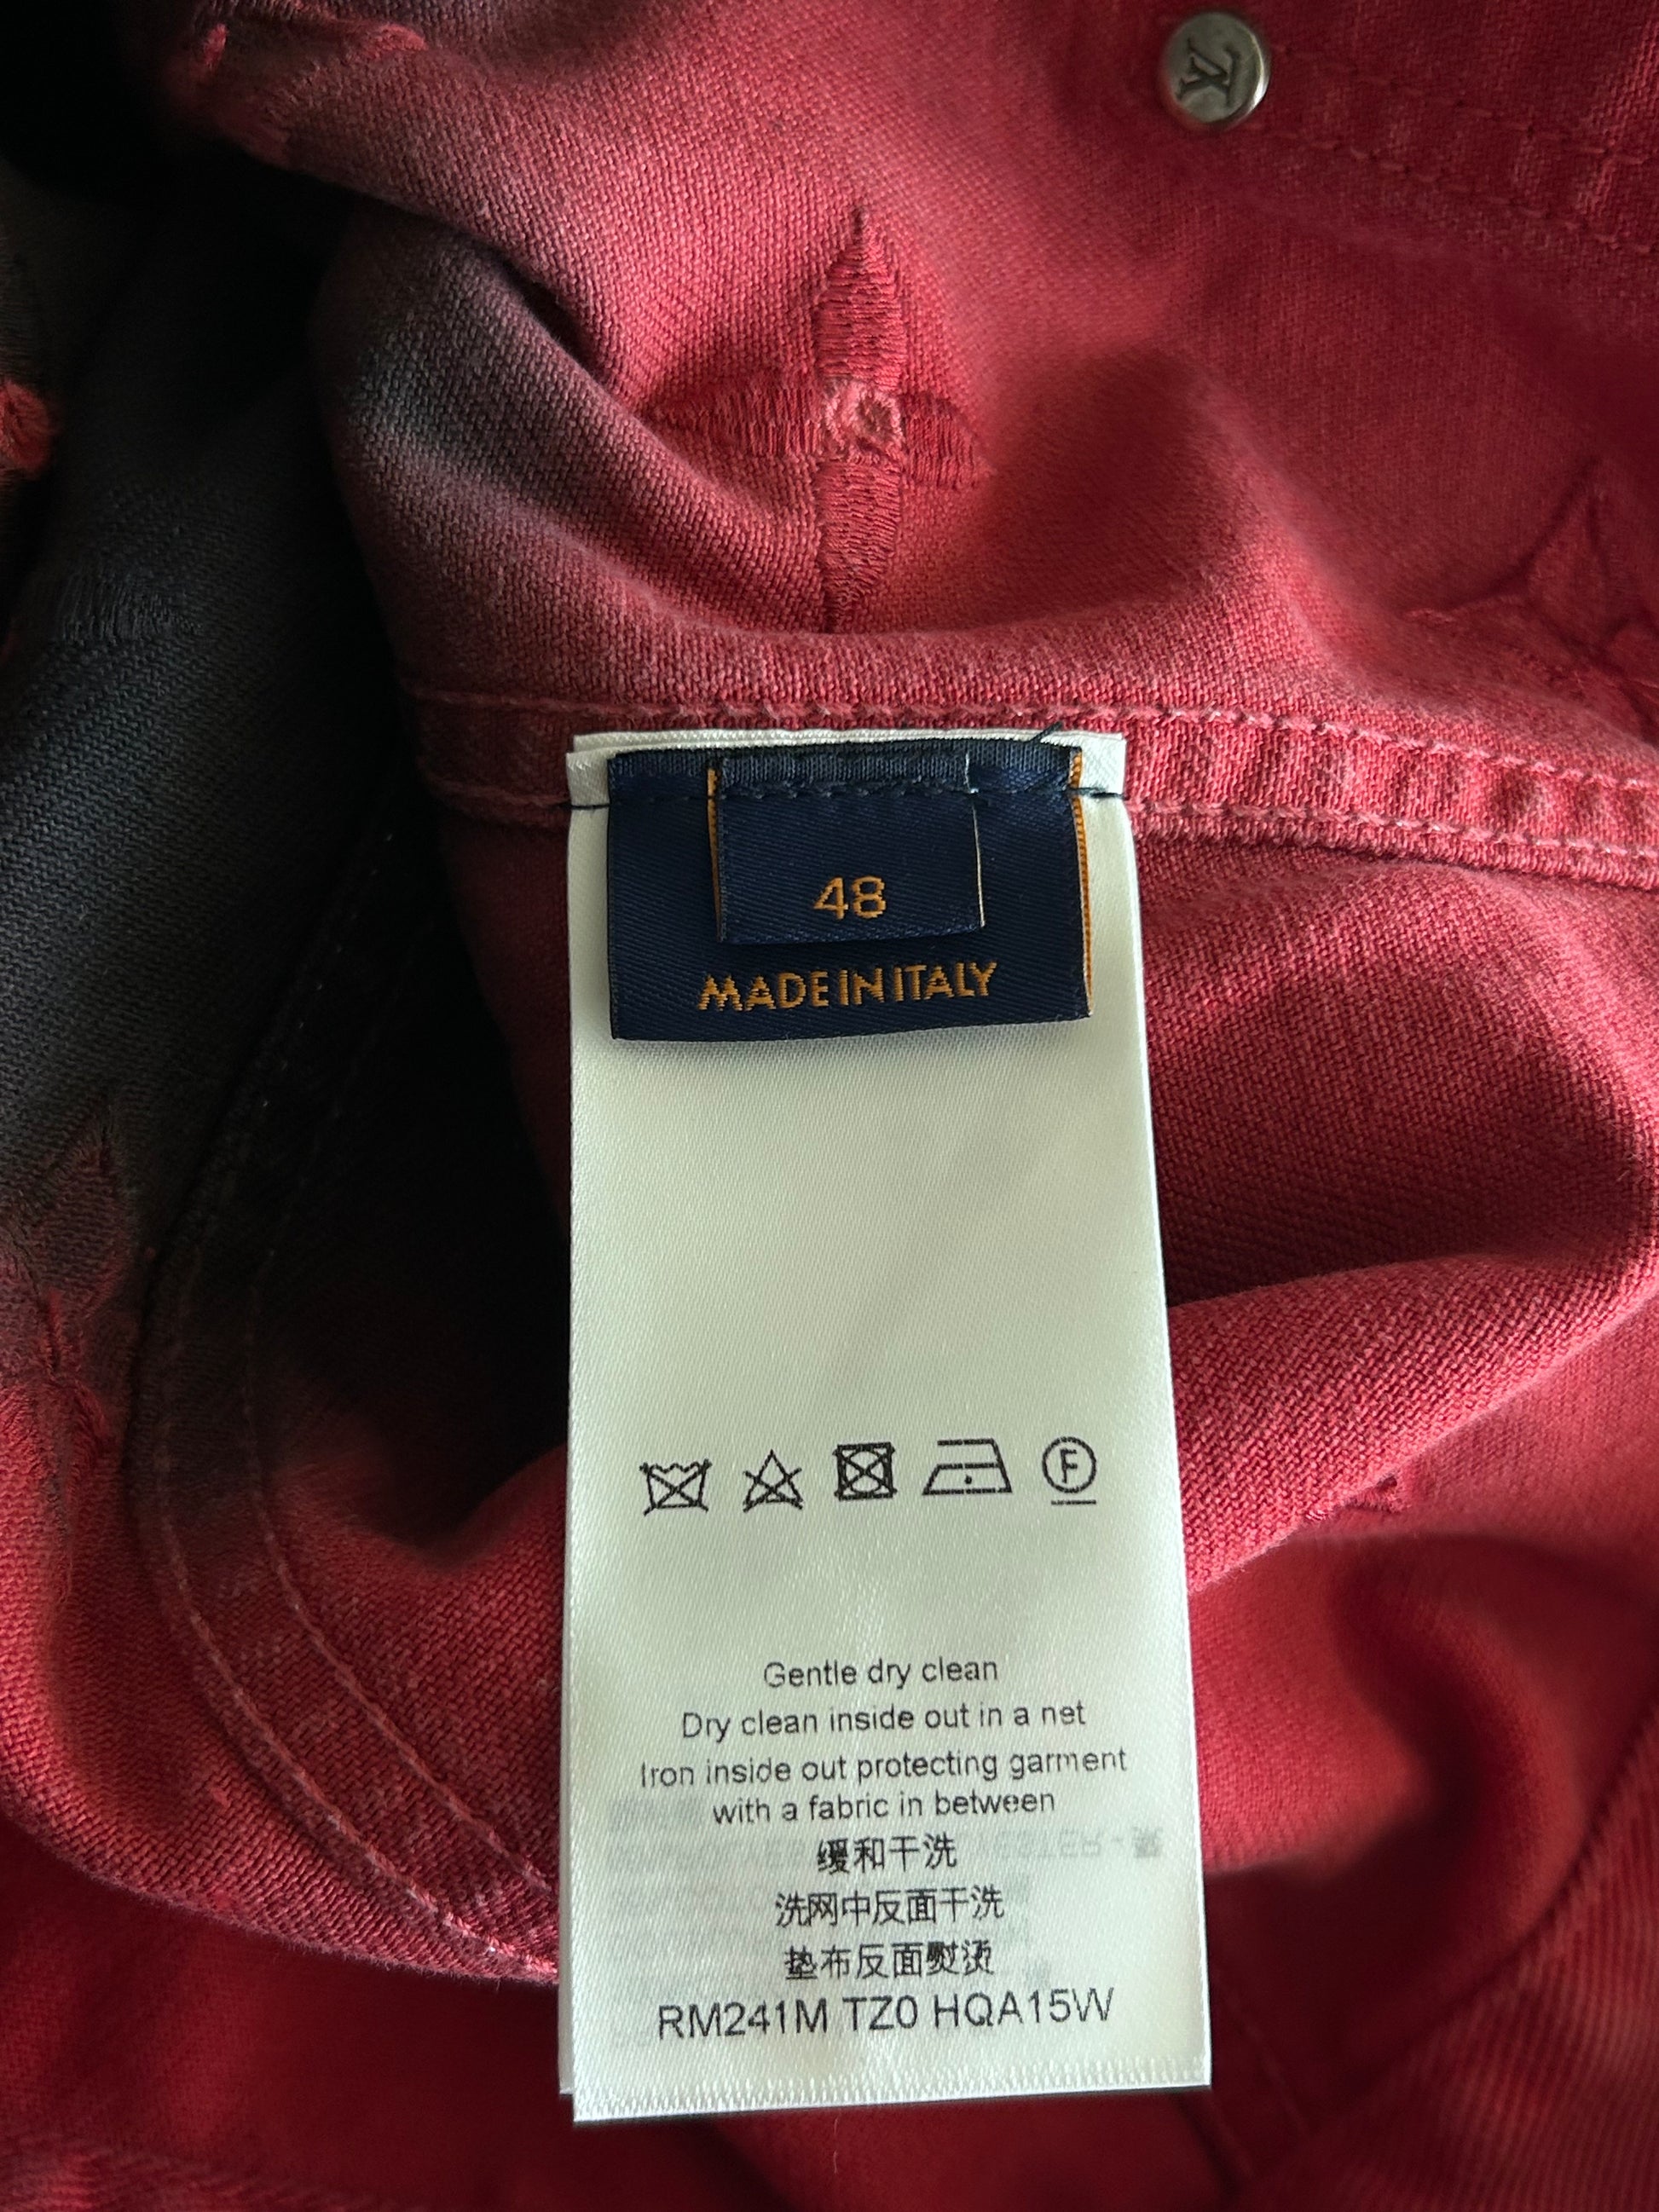 LV
48
MADE IN ITALY
F
Gentle dry clean
Dry clean inside out in a net
Iron inside out protecting garment
with a fabric in between
缓和干洗
洗网中反面干洗
垫布反面熨烫
RM241M TZ0 HQA15W